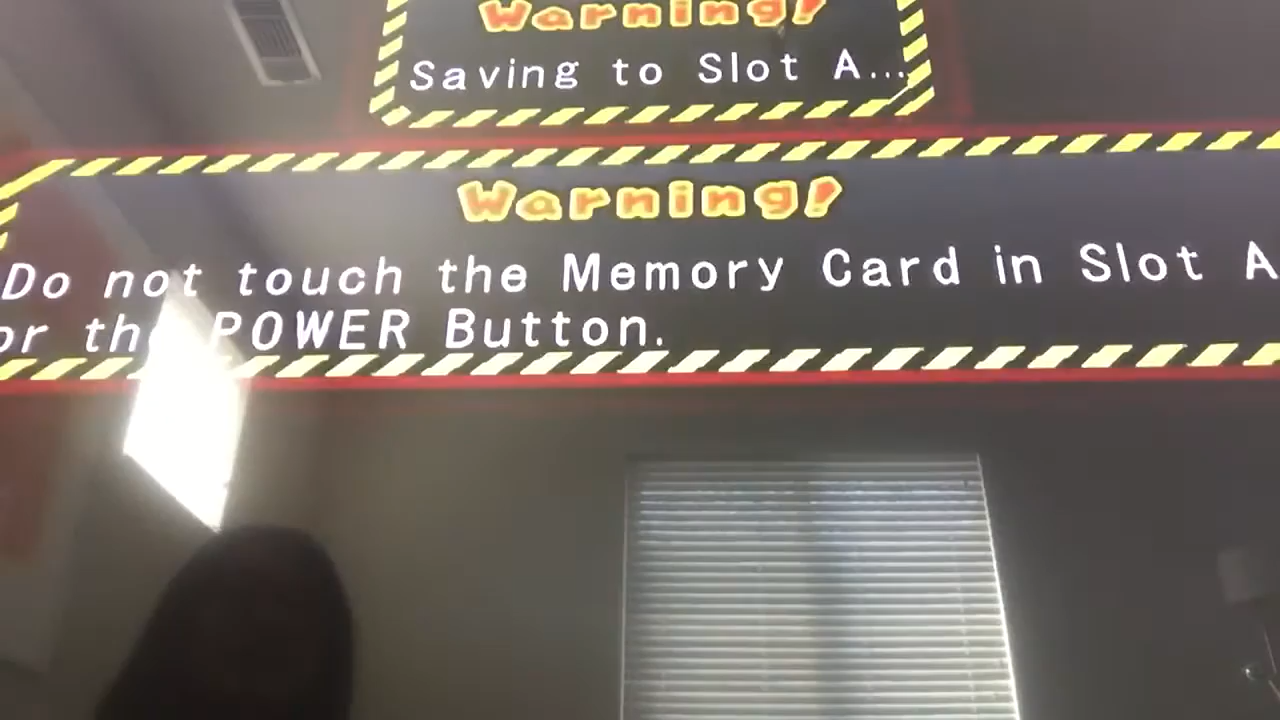 Warning!
Saving to Slot A...
Warning!
Do not touch the Memory Card in Slot A
or the POWER Button.